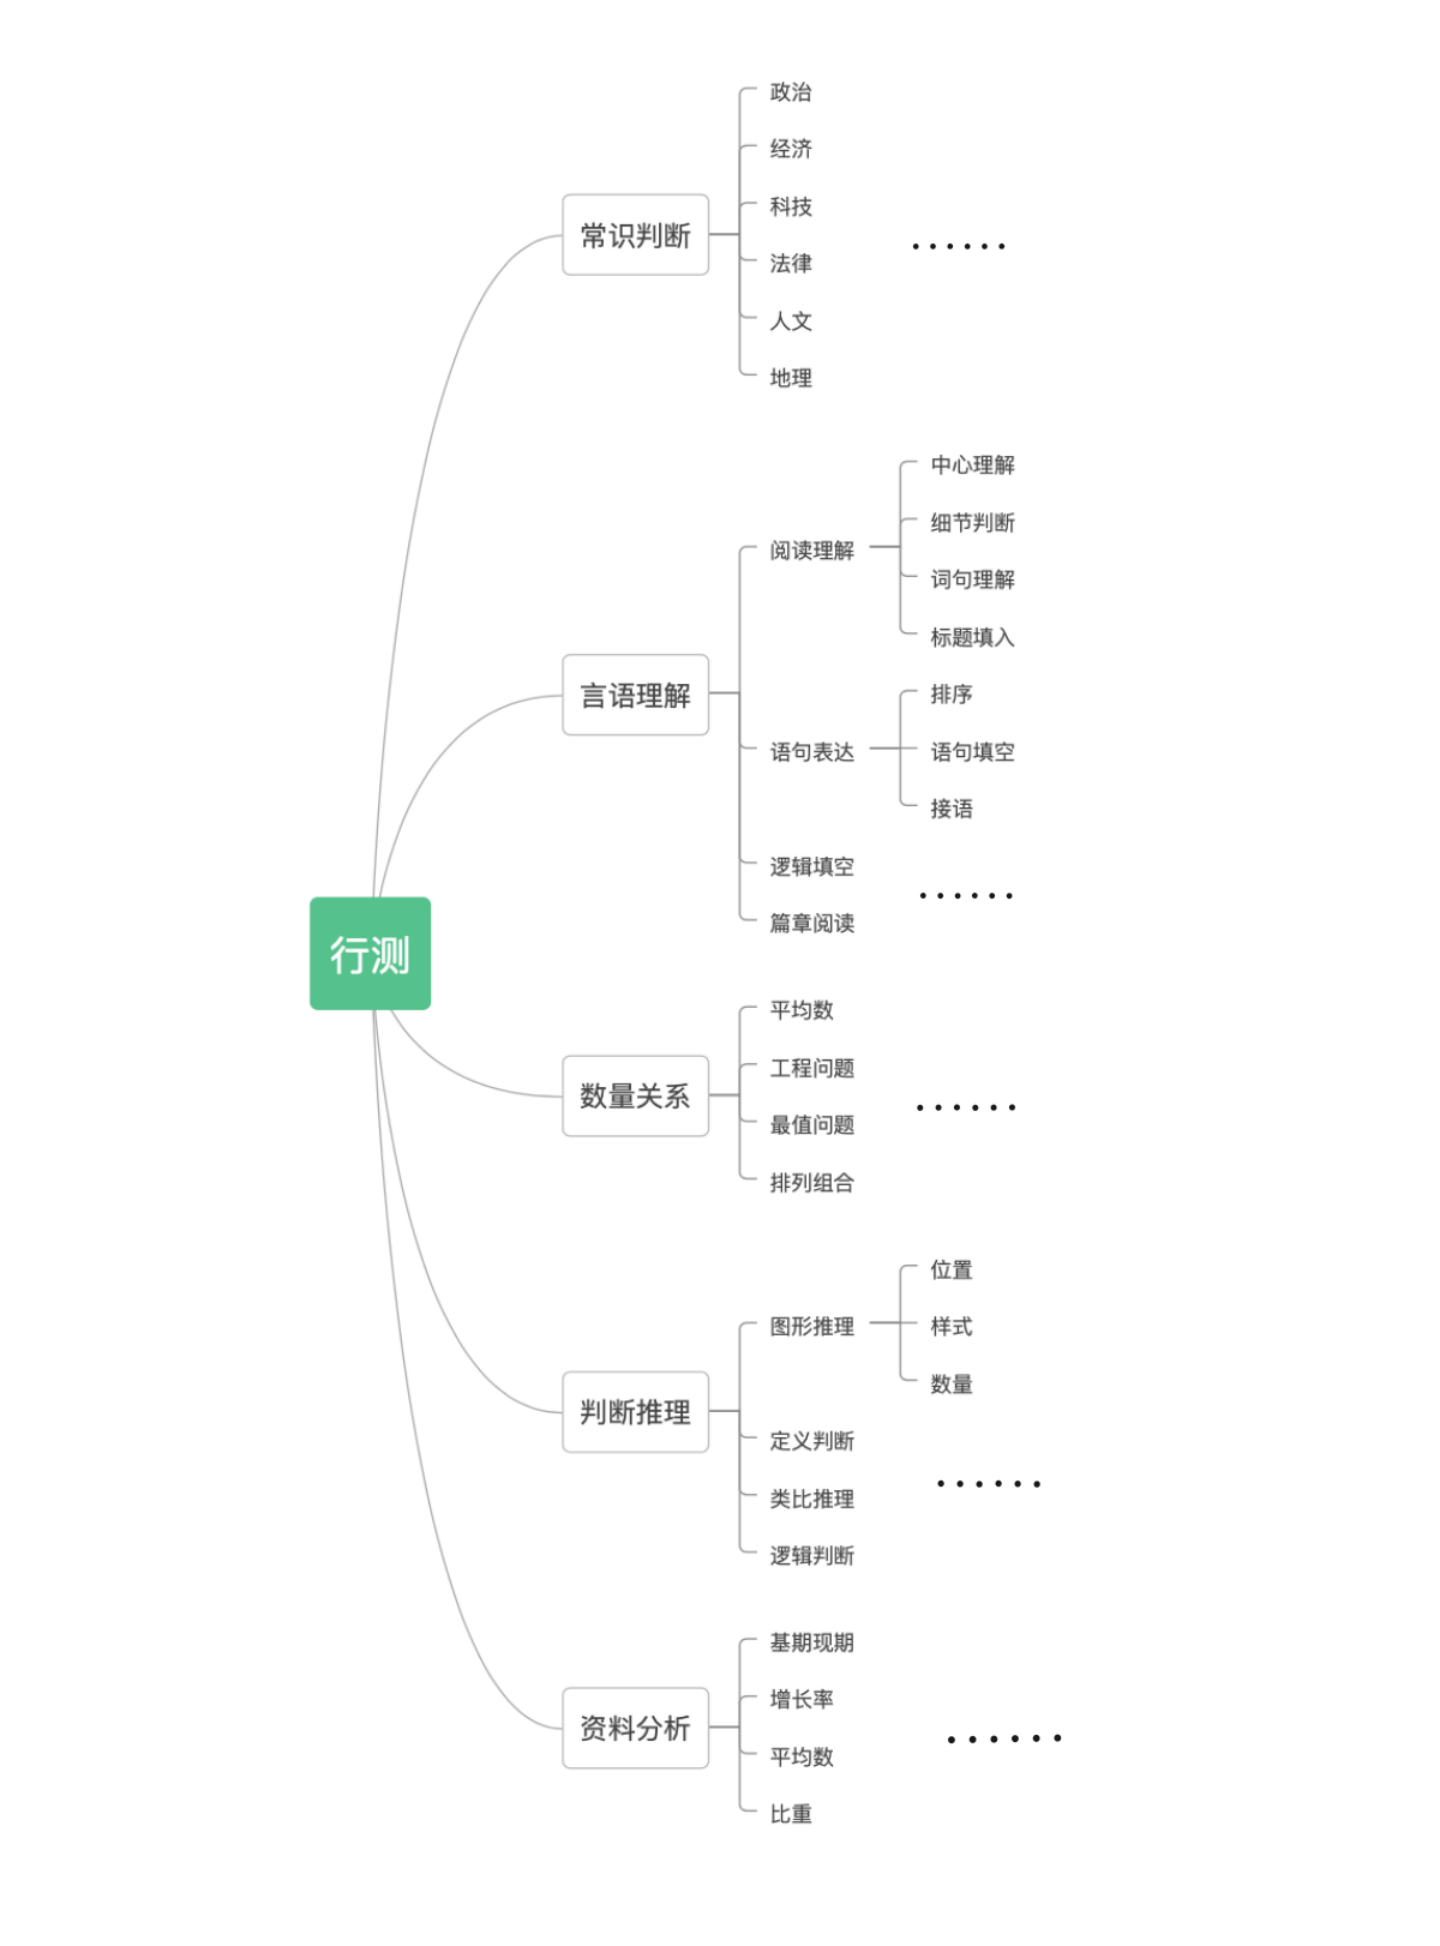 行测
常识判断
政治
经济
科技
法律
人文
地理
······
言语理解
阅读理解
中心理解
细节判断
词句理解
标题填入
语句表达
排序
语句填空
接语
逻辑填空
篇章阅读
······
数量关系
平均数
工程问题
最值问题
排列组合
······
判断推理
图形推理
位置
样式
数量
定义判断
类比推理
逻辑判断
······
资料分析
基期现期
增长率
平均数
比重
······